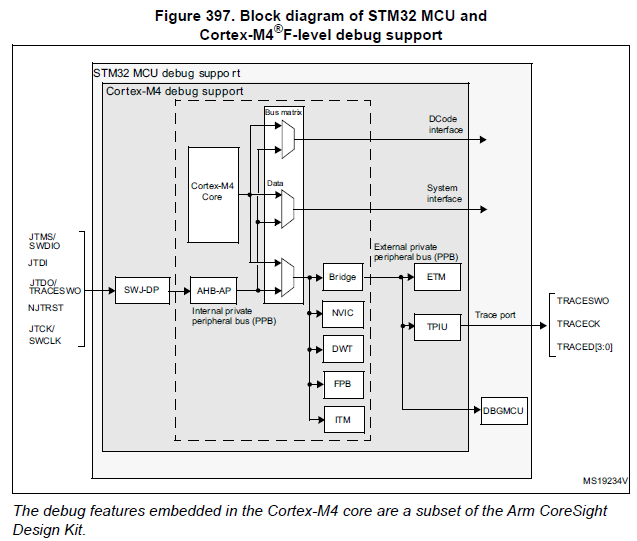 Figure 397. Block diagram of STM32 MCU and
Cortex-M4®F-level debug support
STM32 MCU debug support
Cortex-M4 debug support
Bus matrix
DCode
interface
Cortex-M4
Core
Data
System
interface
JTMS/
SWDIO
JTDI
JTDO/
TRACESWO
NJTRST
JTCK/
SWCLK
SWJ-DP
AHB-AP
Internal private
peripheral bus (PPB)
External private
peripheral bus (PPB)
Bridge
ETM
NVIC
TPIU
Trace port
TRACESWO
TRACECK
TRACED[3:0]
DWT
FPB
ITM
DBGMCU
MS19234V
The debug features embedded in the Cortex-M4 core are a subset of the Arm CoreSight
Design Kit.